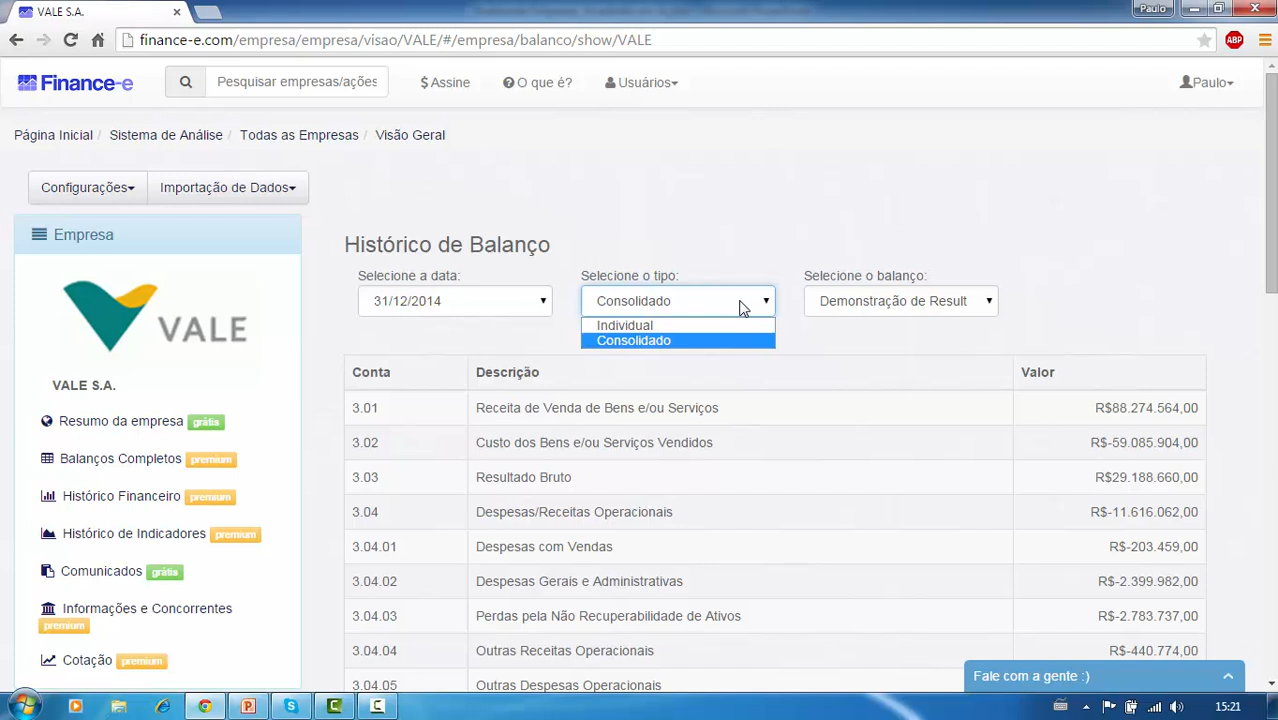 VALE S.A.
Paulo
finance-e.com/empresa/empresa/visao/VALE/#/empresa/balanco/show/VALE
ABP
Finance-e
Pesquisar empresas/ações
$ Assine
O que é?
Usuários
Paulo
Página Inicial / Sistema de Análise / Todas as Empresas / Visão Geral
Configurações
Importação de Dados
Empresa
VALE
VALE S.A.
Resumo da empresa grátis
Balanços Completos premium
Histórico Financeiro premium
Histórico de Indicadores premium
Comunicados grátis
Informações e Concorrentes
premium
Cotação premium
Histórico de Balanço
Selecione a data: Selecione o tipo: Selecione o balanço:
31/12/2014 Consolidado Demonstração de Result
Individual
Consolidado
Conta Descrição Valor
3.01 Receita de Venda de Bens e/ou Serviços R$88.274.564,00
3.02 Custo dos Bens e/ou Serviços Vendidos R$-59.085.904,00
3.03 Resultado Bruto R$29.188.660,00
3.04 Despesas/Receitas Operacionais R$-11.616.062,00
3.04.01 Despesas com Vendas R$-203.459,00
3.04.02 Despesas Gerais e Administrativas R$-2.399.982,00
3.04.03 Perdas pela Não Recuperabilidade de Ativos R$-2.783.737,00
3.04.04 Outras Receitas Operacionais R$-440.774,00
3.04.05 Outras Despesas Operacionais
Fale com a gente :)
15:21